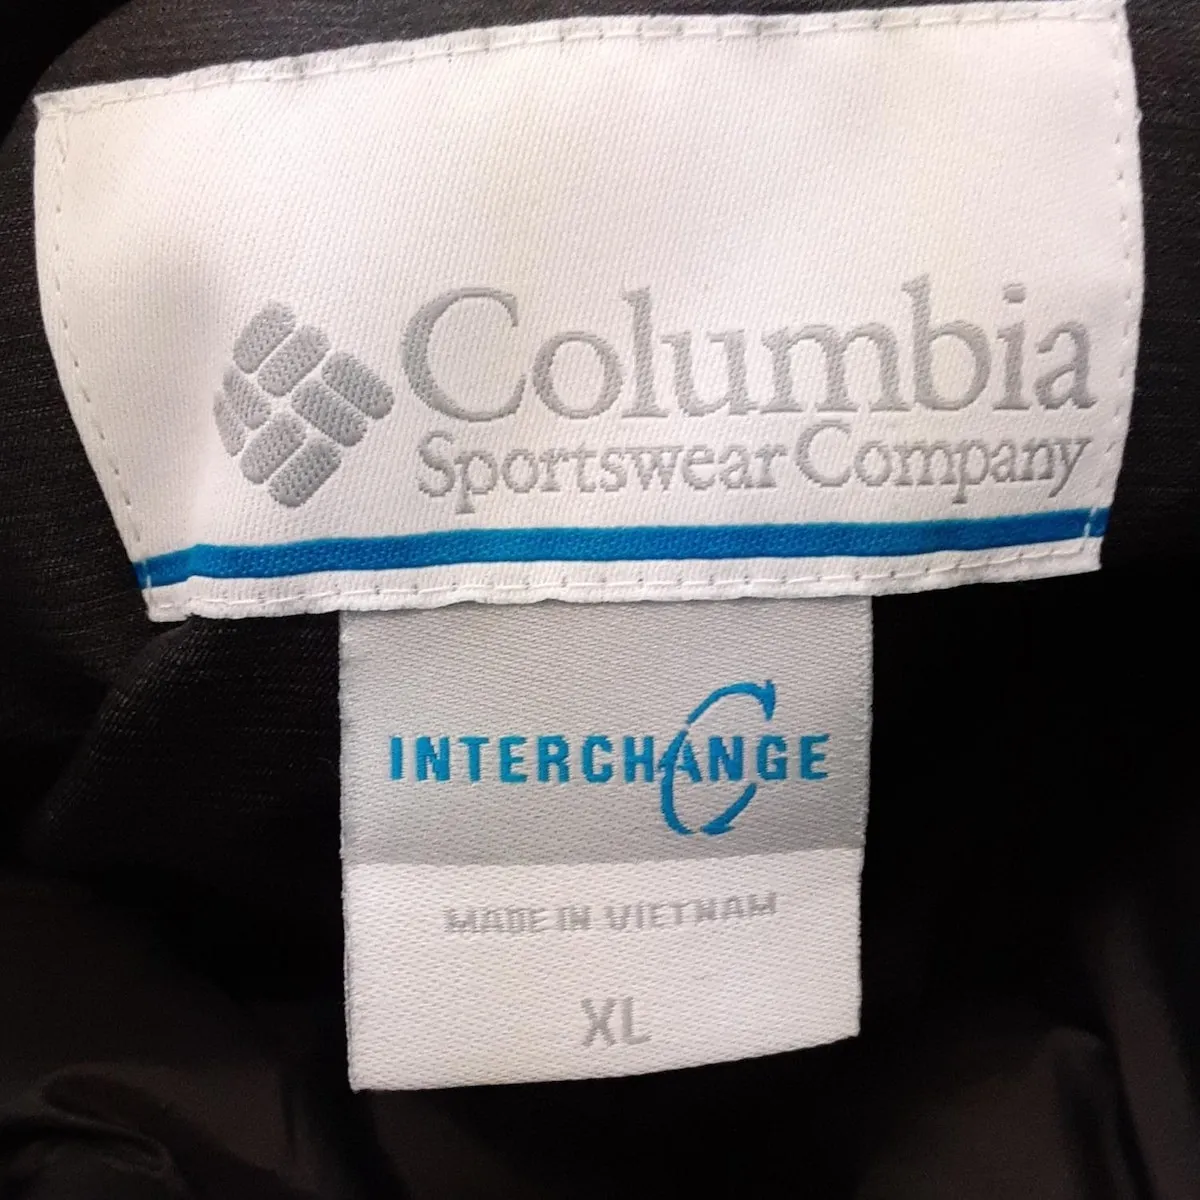 Columbia
Sportswear Company
INTERCHANGE
MADE IN VIETNAM
XL